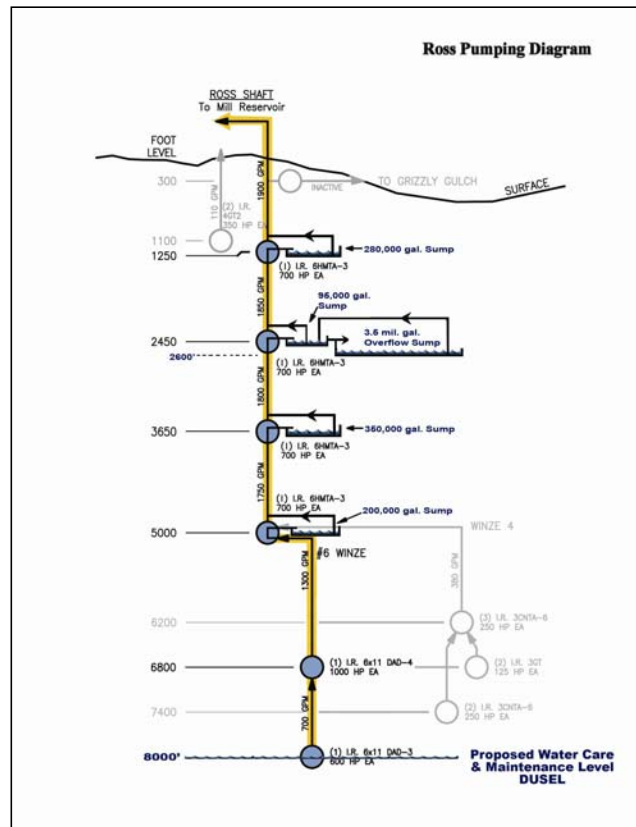 Ross Pumping Diagram
ROSS SHAFT
To Mill Reservoir
FOOT
LEVEL
300
1900 GPM
INACTIVE
TO GRIZZLY GULCH
SURFACE
110 GPM
(2) I.R.
4GT2
350 HP EA
1100
1250
280,000 gal. Sump
(1) I.R. 6HMTA-3
700 HP EA
1850 GPM
95,000 gal.
Sump
3.6 mil. gal.
Overflow Sump
2450
2600'
(1) I.R. 6HMTA-3
700 HP EA
1800 GPM
3650
350,000 gal. Sump
(1) I.R. 6HMTA-3
700 HP EA
1750 GPM
(1) I.R. 6HMTA-3
700 HP EA
200,000 gal. Sump
WINZE 4
5000
#6 WINZE
1300 GPM
380 GPM
6200
(3) I.R. 3CNTA-6
250 HP EA
6800
(1) I.R. 6x11 DAD-4
1000 HP EA
(2) I.R. 3GT
125 HP EA
700 GPM
7400
(2) I.R. 3CNTA-6
250 HP EA
8000'
(1) I.R. 6x11 DAD-3
600 HP EA
Proposed Water Care
& Maintenance Level
DUSEL